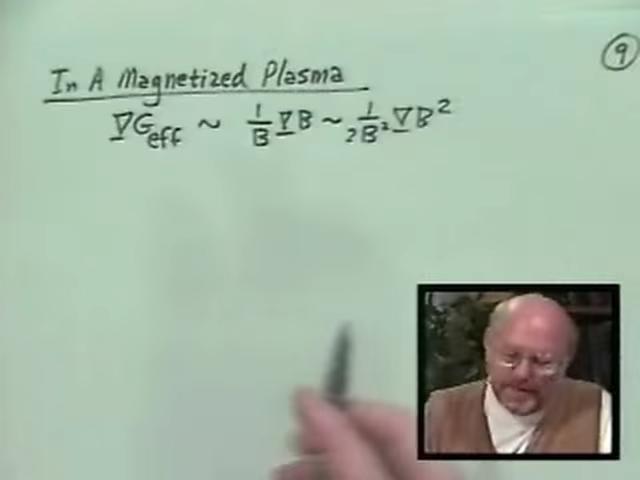 9
In A Magnetized Plasma
∇G_eff ~ 1/B ∇B ~ 1/2B² ∇B²